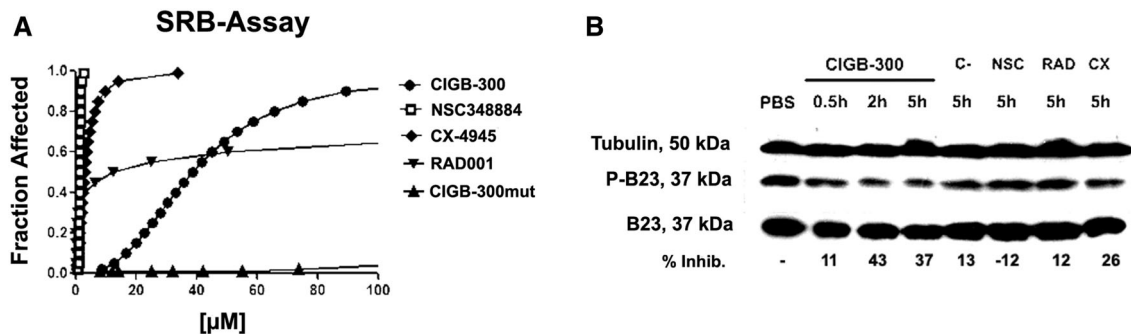 A
SRB-Assay
Fraction Affected
1.0
0.8
0.6
0.4
0.2
0.0
0 20 40 60 80 100
[µM]
CIGB-300
NSC348884
CX-4945
RAD001
CIGB-300mut
B
CIGB-300 C- NSC RAD CX
PBS 0.5h 2h 5h 5h 5h 5h 5h
Tubulin, 50 kDa
P-B23, 37 kDa
B23, 37 kDa
% Inhib. - 11 43 37 13 -12 12 26